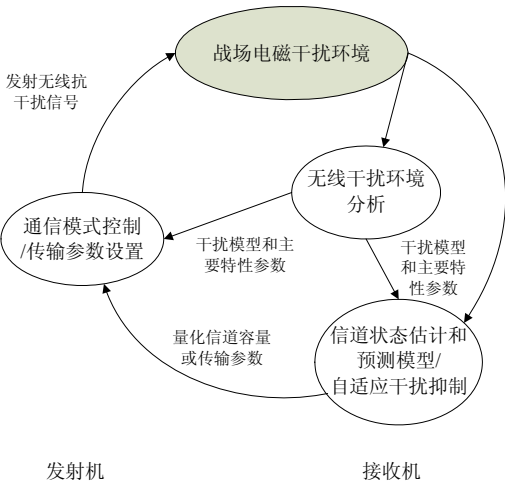 战场电磁干扰环境
发射无线抗
干扰信号
无线干扰环境
分析
通信模式控制
/传输参数设置
干扰模型和主
要特性参数
干扰模型
和主要特
性参数
量化信道容量
或传输参数
信道状态估计和
预测模型/
自适应干扰抑制
发射机
接收机